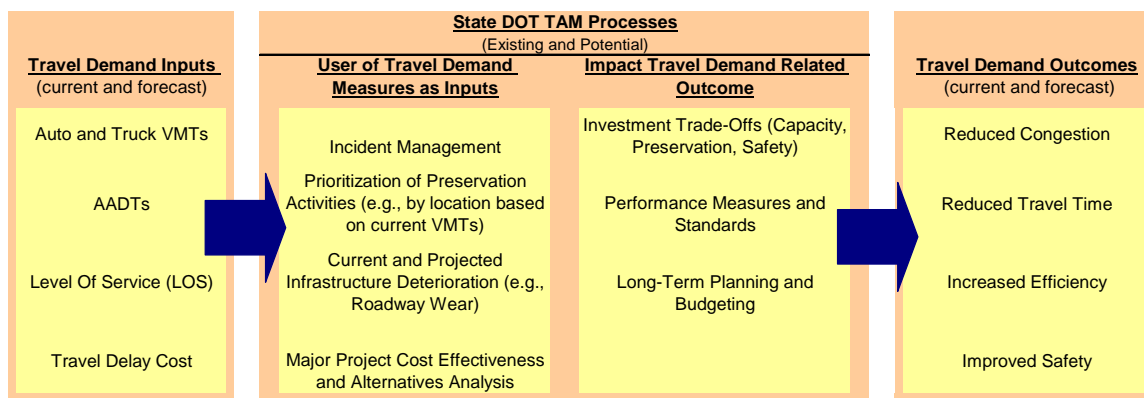 State DOT TAM Processes
(Existing and Potential)
Travel Demand Inputs
(current and forecast)
Auto and Truck VMTs
AADTs
Level Of Service (LOS)
Travel Delay Cost
User of Travel Demand
Measures as Inputs
Incident Management
Prioritization of Preservation
Activities (e.g., by location based
on current VMTs)
Current and Projected
Infrastructure Deterioration (e.g.,
Roadway Wear)
Major Project Cost Effectiveness
and Alternatives Analysis
Impact Travel Demand Related
Outcome
Investment Trade-Offs (Capacity,
Preservation, Safety)
Performance Measures and
Standards
Long-Term Planning and
Budgeting
Travel Demand Outcomes
(current and forecast)
Reduced Congestion
Reduced Travel Time
Increased Efficiency
Improved Safety